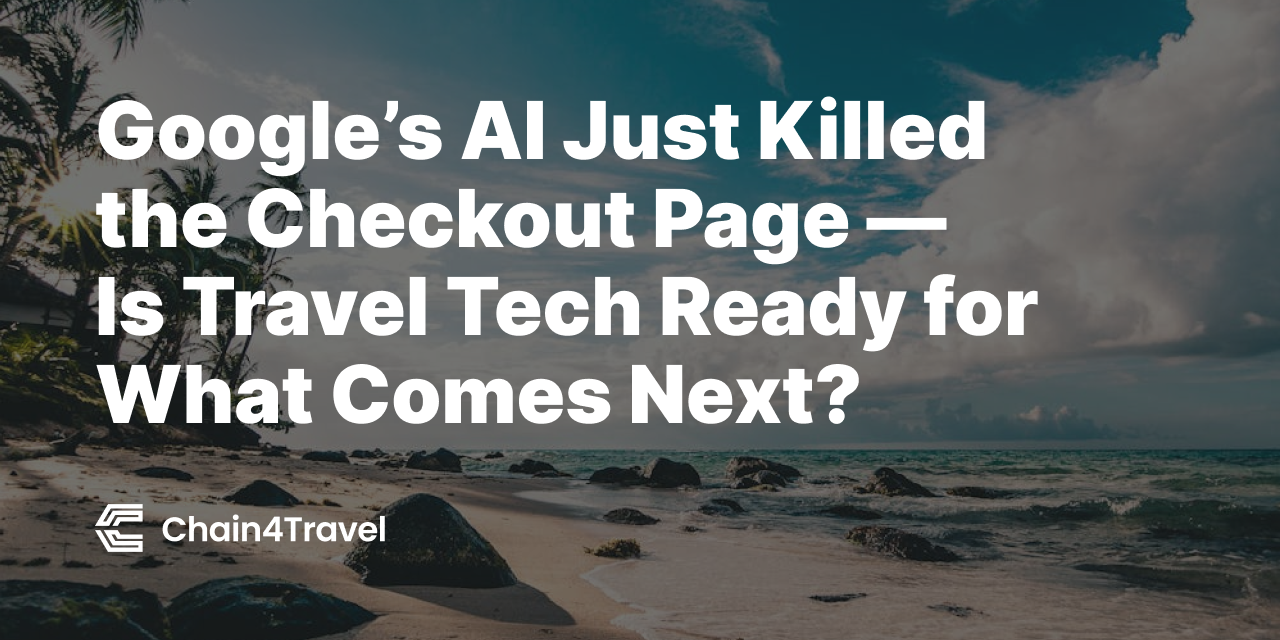 Google’s AI Just Killed
the Checkout Page —
Is Travel Tech Ready for
What Comes Next?
Chain4Travel